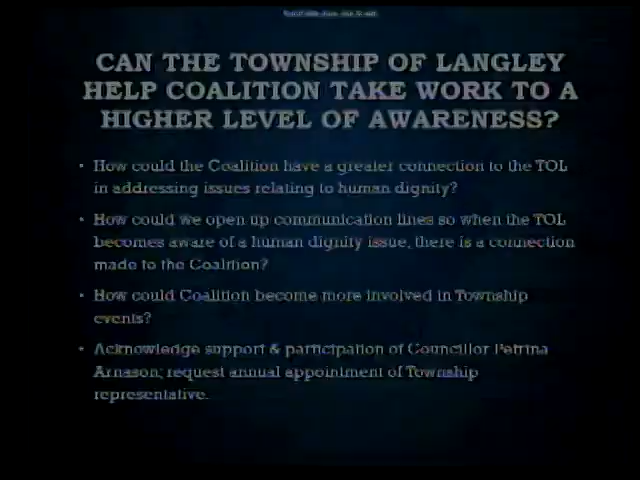 CAN THE TOWNSHIP OF LANGLEY
HELP COALITION TAKE WORK TO A
HIGHER LEVEL OF AWARENESS?
• How could the Coalition have a greater connection to the TOL
in addressing issues relating to human dignity?
• How could we open up communication lines so when the TOL
becomes aware of a human dignity issue, there is a connection
made to the Coalition?
• How could Coalition become more involved in Township
events?
• Acknowledge support & participation of Councillor Petrina
Arnason; request annual appointment of Township
representative.